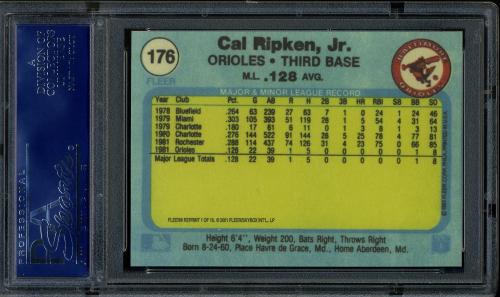 176
FLEER
Cal Ripken, Jr.
ORIOLES • THIRD BASE
M.L. .128 AVG.
MAJOR & MINOR LEAGUE RECORD
Year Club Pct. G AB R H 2B 3B HR RBI SB BB SO
1978 Bluefield .264 63 239 27 63 7 1 0 24 1 24 46
1979 Miami .303 105 393 51 119 28 1 5 54 4 31 64
1979 Charlotte .180 17 61 6 11 0 1 3 8 1 3 13
1980 Charlotte .276 144 522 91 144 28 5 25 78 4 77 81
1981 Rochester .288 114 437 74 126 31 3 23 75 0 66 85
1981 Orioles .128 22 39 1 5 0 0 0 0 0 1 8
Major League Totals .128 22 39 1 5 0 0 0 0 0 1 8
Height 6'4", Weight 200, Bats Right, Throws Right
Born 8-24-60, Place Havre de Grace, Md., Home Aberdeen, Md.
A
DIVISION OF
COLLECTORS
PROFESSIONAL
PSA
Sports